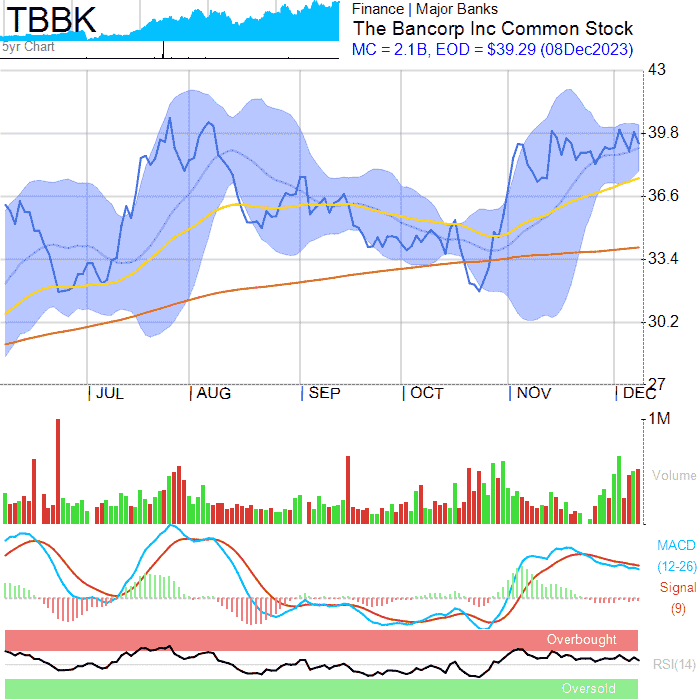 TBBK
5yr Chart
Finance | Major Banks
The Bancorp Inc Common Stock
MC = 2.1B, EOD = $39.29 (08Dec2023)
43
39.8
36.6
33.4
30.2
27
JUL AUG SEP OCT NOV DEC
1M
Volume
MACD
(12-26)
Signal
(9)
Overbought
RSI(14)
Oversold